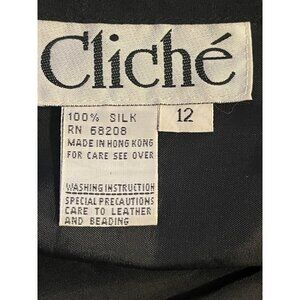 Cliché
100% SILK
RN 68208
MADE IN HONG KONG
FOR CARE SEE OVER
12
WASHING INSTRUCTION
SPECIAL PRECAUTIONS
CARE TO LEATHER
AND BEADING